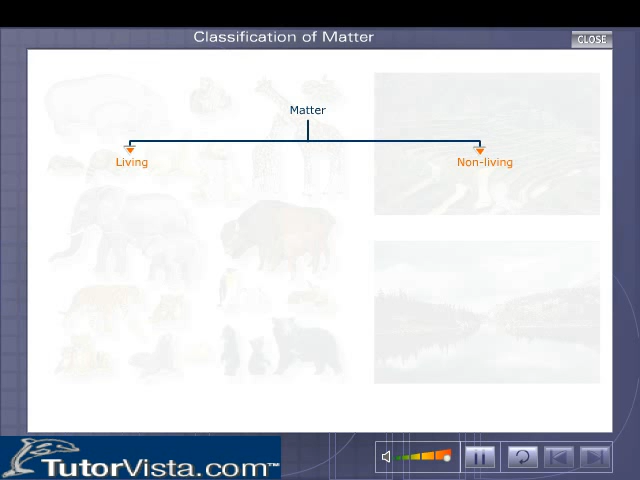 Classification of Matter
CLOSE
Matter
Living
Non-living
TutorVista.com™